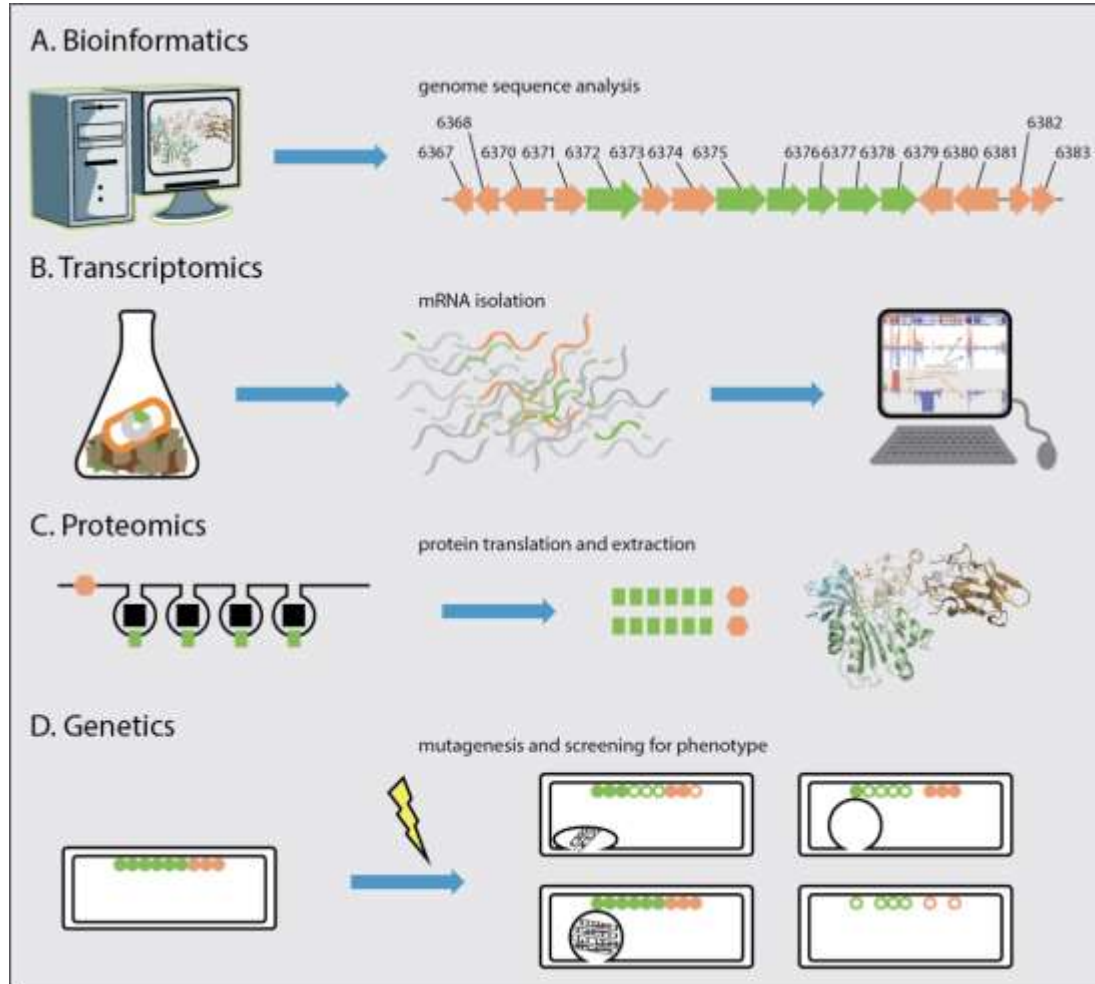 A. Bioinformatics
genome sequence analysis
6368
6382
6367 6370 6371 6372 6373 6374 6375 6376 6377 6378 6379 6380 6381 6383
B. Transcriptomics
mRNA isolation
C. Proteomics
protein translation and extraction
D. Genetics
mutagenesis and screening for phenotype